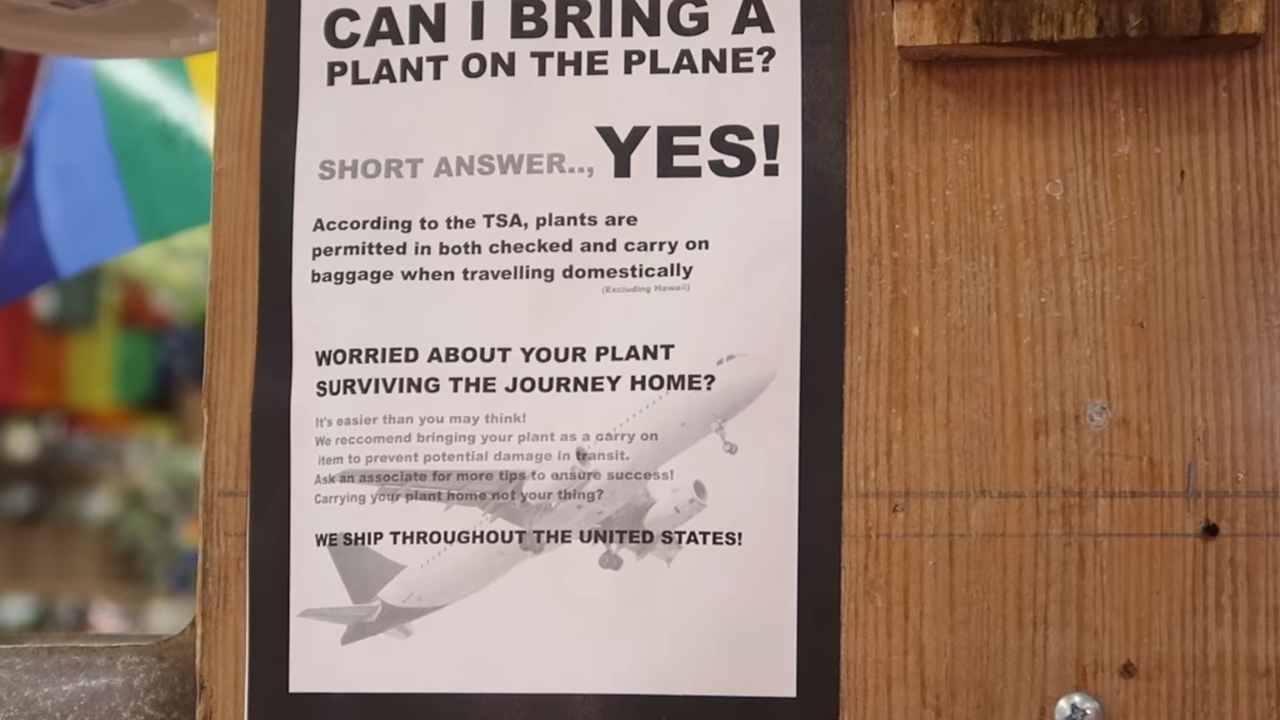 CAN I BRING A
PLANT ON THE PLANE?
SHORT ANSWER.., YES!
According to the TSA, plants are
permitted in both checked and carry on
baggage when travelling domestically
(Excluding Hawaii)
WORRIED ABOUT YOUR PLANT
SURVIVING THE JOURNEY HOME?
It's easier than you may think!
We reccomend bringing your plant as a carry on
item to prevent potential damage in transit.
Ask an associate for more tips to ensure success!
Carrying your plant home not your thing?
WE SHIP THROUGHOUT THE UNITED STATES!